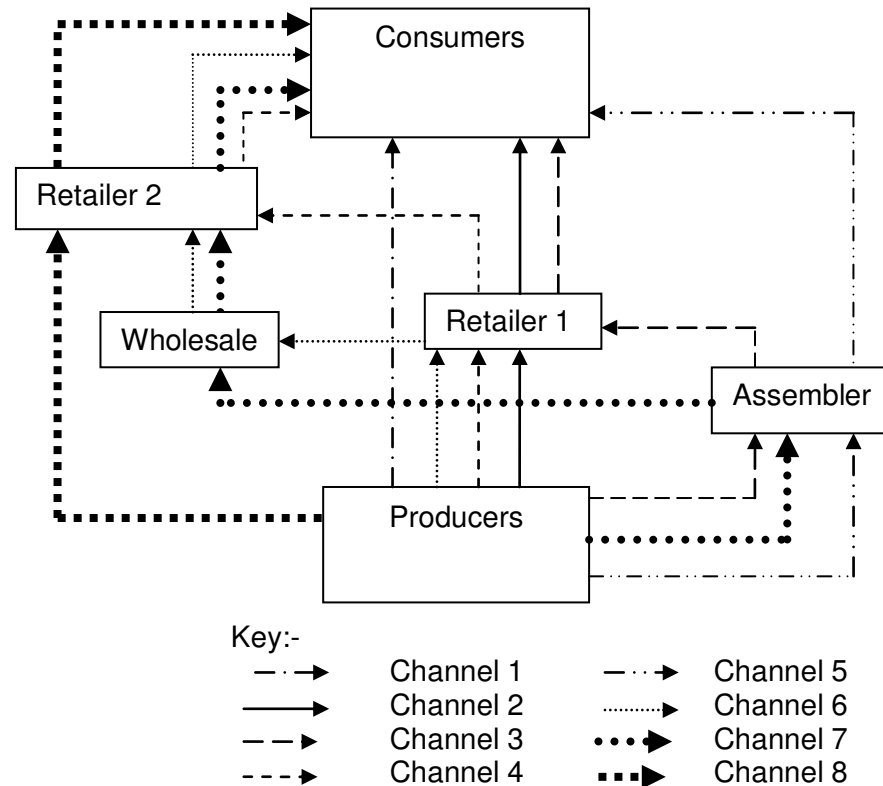 Consumers
Retailer 2
Retailer 1
Wholesale
Assembler
Producers
Key:-
Channel 1
Channel 5
Channel 2
Channel 6
Channel 3
Channel 7
Channel 4
Channel 8